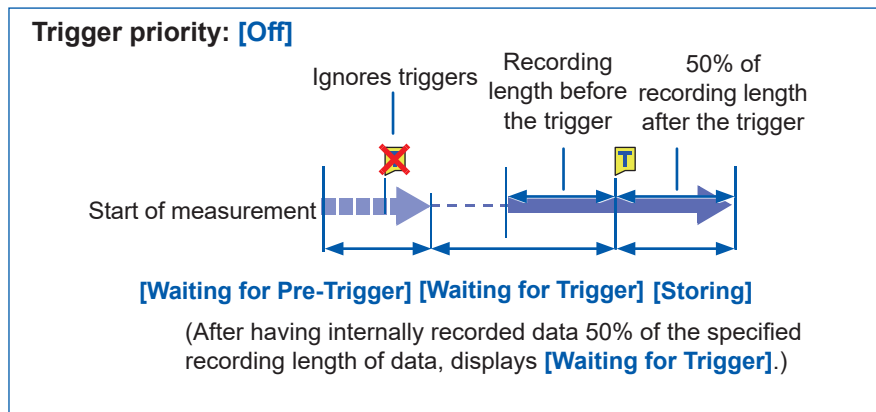 Trigger priority: [Off]
Ignores triggers
Recording
length before
the trigger
50% of
recording length
after the trigger
T
T
Start of measurement
[Waiting for Pre-Trigger] [Waiting for Trigger] [Storing]
(After having internally recorded data 50% of the specified
recording length of data, displays [Waiting for Trigger].)